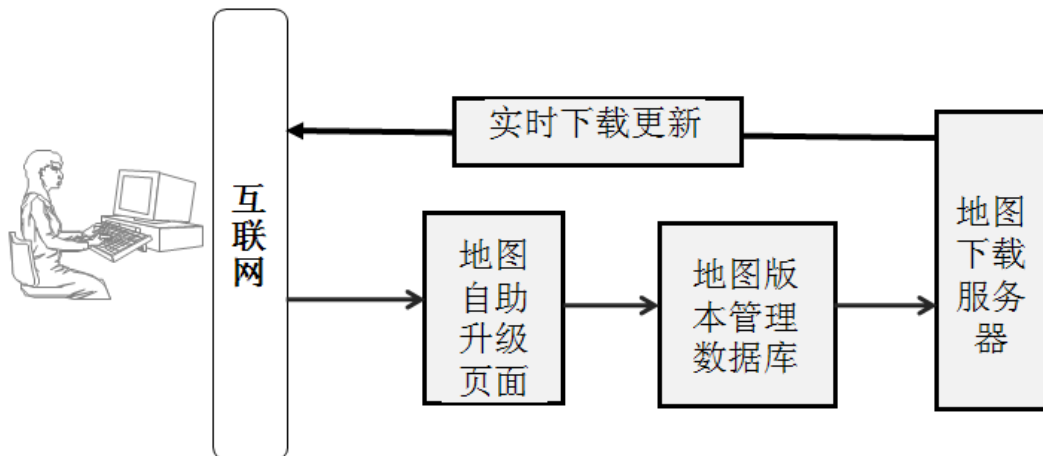 互
联
网
实时下载更新
地图
自助
升级
页面
地图版
本管理
数据库
地图
下载
服务
器